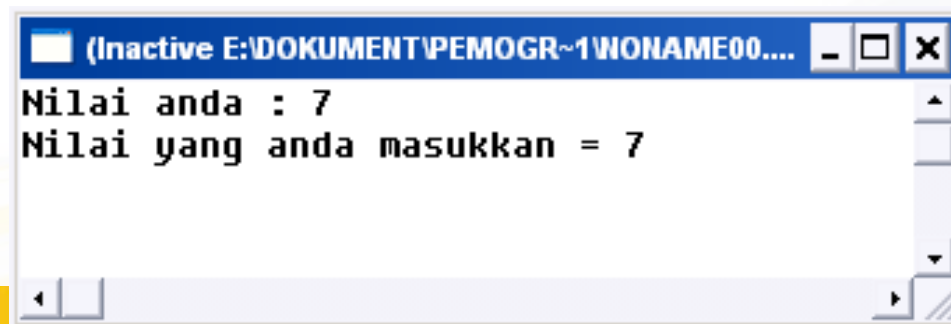 (Inactive E:\DOKUMENT\PEMOGR~1\NONAME00....
Nilai anda : 7
Nilai yang anda masukkan = 7